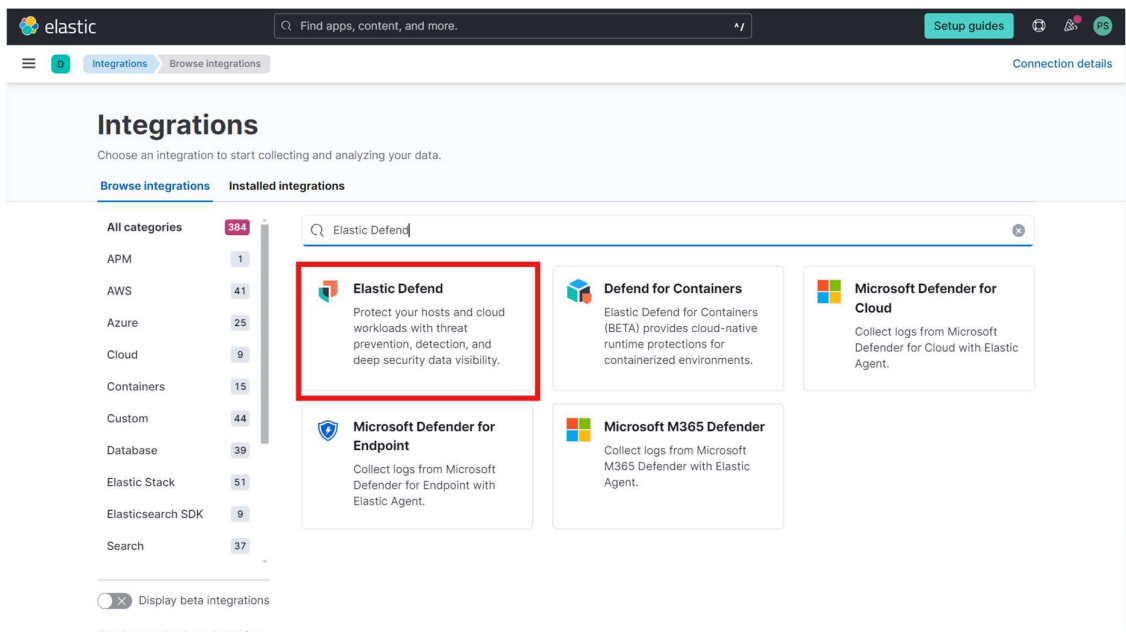 elastic
Find apps, content, and more.
^/
Setup guides
PS
D
Integrations
Browse integrations
Connection details
Integrations
Choose an integration to start collecting and analyzing your data.
Browse integrations
Installed integrations
All categories 384
APM 1
AWS 41
Azure 25
Cloud 9
Containers 15
Custom 44
Database 39
Elastic Stack 51
Elasticsearch SDK 9
Search 37
Display beta integrations
Elastic Defend
Elastic Defend
Protect your hosts and cloud
workloads with threat
prevention, detection, and
deep security data visibility.
Defend for Containers
Elastic Defend for Containers
(BETA) provides cloud-native
runtime protections for
containerized environments.
Microsoft Defender for
Cloud
Collect logs from Microsoft
Defender for Cloud with Elastic
Agent.
Microsoft Defender for
Endpoint
Collect logs from Microsoft
Defender for Endpoint with
Elastic Agent.
Microsoft M365 Defender
Collect logs from Microsoft
M365 Defender with Elastic
Agent.